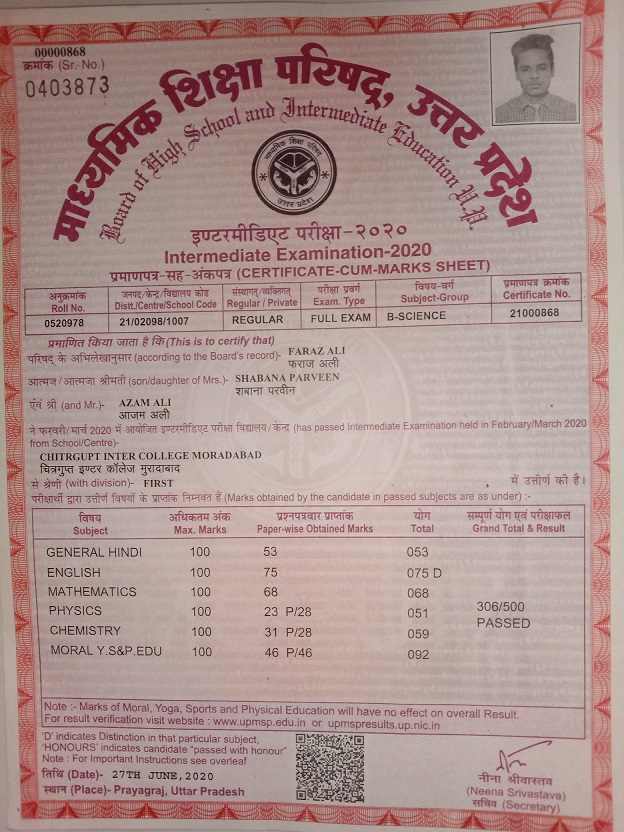 00000868
क्रमांक (Sr. No.)
0403873
माध्यमिक शिक्षा परिषद्, उत्तर प्रदेश
Board of High School and Intermediate Education U.P.
माध्यमिक शिक्षा परिषद
उत्तर प्रदेश
इण्टरमीडिएट परीक्षा-२०२०
Intermediate Examination-2020
प्रमाणपत्र-सह-अंकपत्र (CERTIFICATE-CUM-MARKS SHEET)
अनुक्रमांक जनपद/केन्द्र/विद्यालय कोड संस्थागत/व्यक्तिगत परीक्षा प्रवर्ग विषय-वर्ग प्रमाणपत्र क्रमांक
Roll No. Distt./Centre/School Code Regular / Private Exam. Type Subject-Group Certificate No.
0520978 21/02098/1007 REGULAR FULL EXAM B-SCIENCE 21000868
प्रमाणित किया जाता है कि (This is to certify that)
परिषद् के अभिलेखानुसार (according to the Board's record)- FARAZ ALI
फराज अली
आत्मज/आत्मजा श्रीमती (son/daughter of Mrs.)- SHABANA PARVEEN
शबाना परवीन
एवं श्री (and Mr.)- AZAM ALI
आजम अली
ने फरवरी/मार्च 2020 में आयोजित इण्टरमीडिएट परीक्षा विद्यालय/केन्द्र (has passed Intermediate Examination held in February/March 2020
from School/Centre)-
CHITRGUPT INTER COLLEGE MORADABAD
चित्रगुप्त इण्टर कॉलेज मुरादाबाद
से श्रेणी (with division)- FIRST में उत्तीर्ण की है।
परीक्षार्थी द्वारा उत्तीर्ण विषयों के प्राप्तांक निम्नवत हैं (Marks obtained by the candidate in passed subjects are as under) :-
विषय अधिकतम अंक प्रश्नपत्रवार प्राप्तांक योग सम्पूर्ण योग एवं परीक्षाफल
Subject Max. Marks Paper-wise Obtained Marks Total Grand Total & Result
GENERAL HINDI 100 53 053
ENGLISH 100 75 075 D
MATHEMATICS 100 68 068
PHYSICS 100 23 P/28 051 306/500
PASSED
CHEMISTRY 100 31 P/28 059
MORAL Y.S&P.EDU 100 46 P/46 092
Note :- Marks of Moral, Yoga, Sports and Physical Education will have no effect on overall Result.
For result verification visit website : www.upmsp.edu.in or upmspresults.up.nic.in
'D' indicates Distinction in that particular subject,
'HONOURS' indicates candidate "passed with honour"
Note : For Important Instructions see overleaf
तिथि (Date)- 27TH JUNE, 2020
स्थान (Place)- Prayagraj, Uttar Pradesh
नीना श्रीवास्तव
(Neena Srivastava)
सचिव (Secretary)